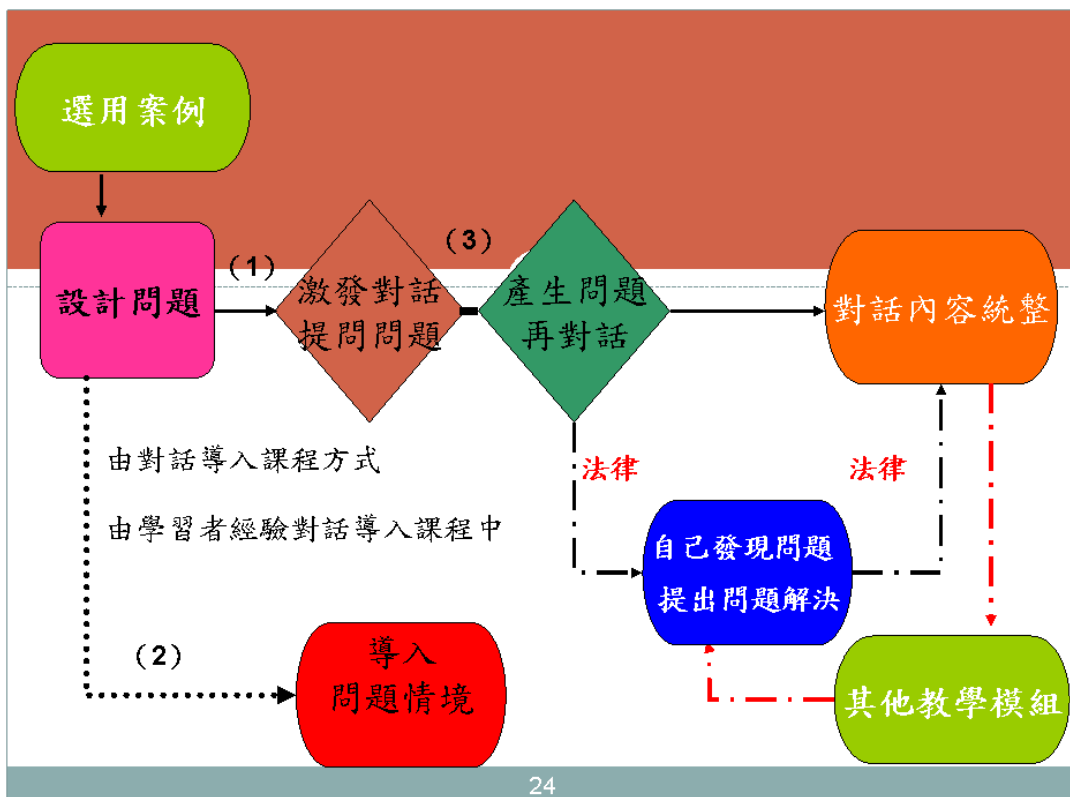 選用案例
設計問題
（1）
激發對話
提問問題
（3）
產生問題
再對話
對話內容統整
由對話導入課程方式
由學習者經驗對話導入課程中
法律
法律
自己發現問題
提出問題解決
（2）
導入
問題情境
其他教學模組
24